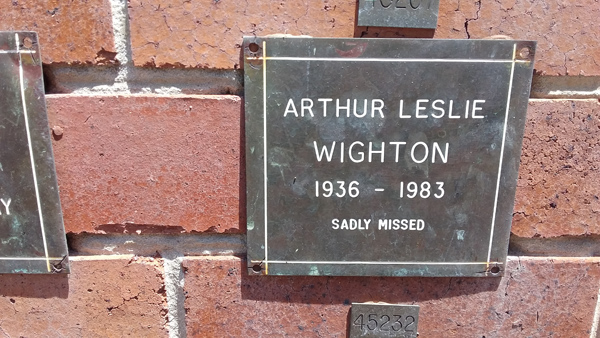 ARTHUR LESLIE
WIGHTON
1936 - 1983
SADLY MISSED
45232